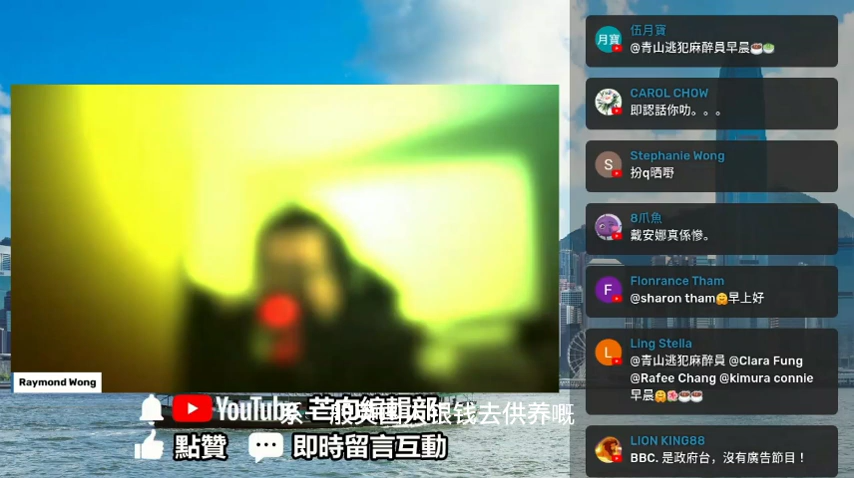 Raymond Wong
YouTube
點贊
即時留言互動
月寶
伍月寶
@青山逃犯麻醉員早晨
CAROL CHOW
即認話你叻。。。
S
Stephanie Wong
扮q晒嘢
8爪魚
戴安娜真係慘。
F
Flonrance Tham
@sharon tham🤗早上好
L
Ling Stella
@青山逃犯麻醉員 @Clara Fung
@Rafee Chang @kimura connie
早晨🤗
LION KING88
BBC. 是政府台，沒有廣告節目！